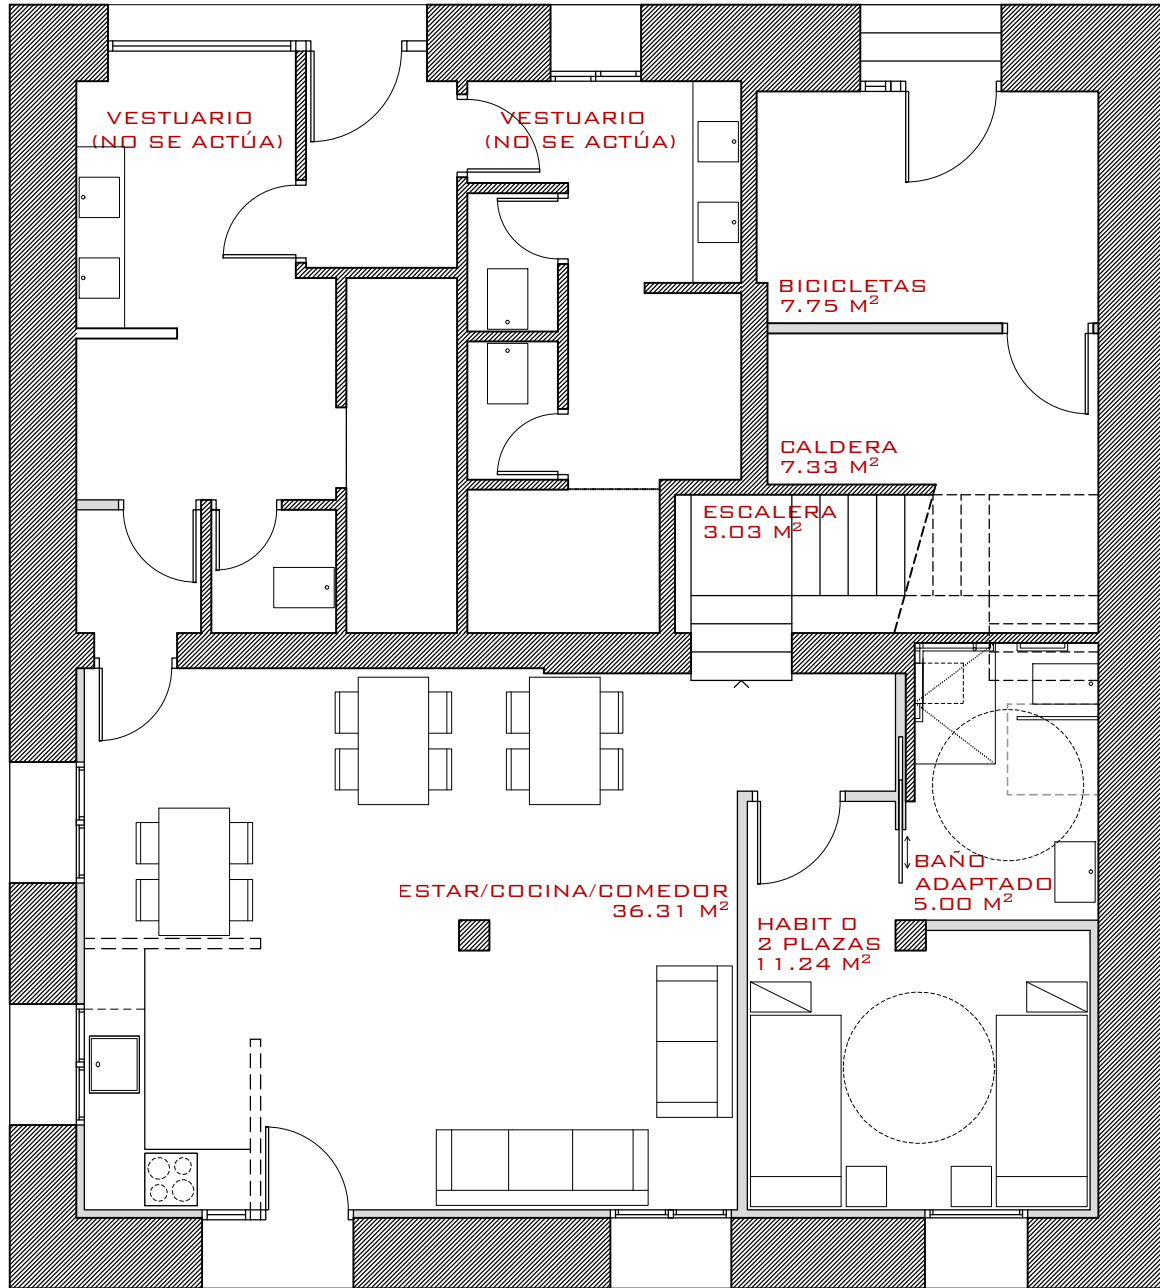 VESTUARIO
(NO SE ACTÚA)
VESTUARIO
(NO SE ACTÚA)
BICICLETAS
7.75 M²
CALDERA
7.33 M²
ESCALERA
3.03 M²
ESTAR/COCINA/COMEDOR
36.31 M²
BAÑO
ADAPTADO
5.00 M²
HABIT 0
2 PLAZAS
11.24 M²